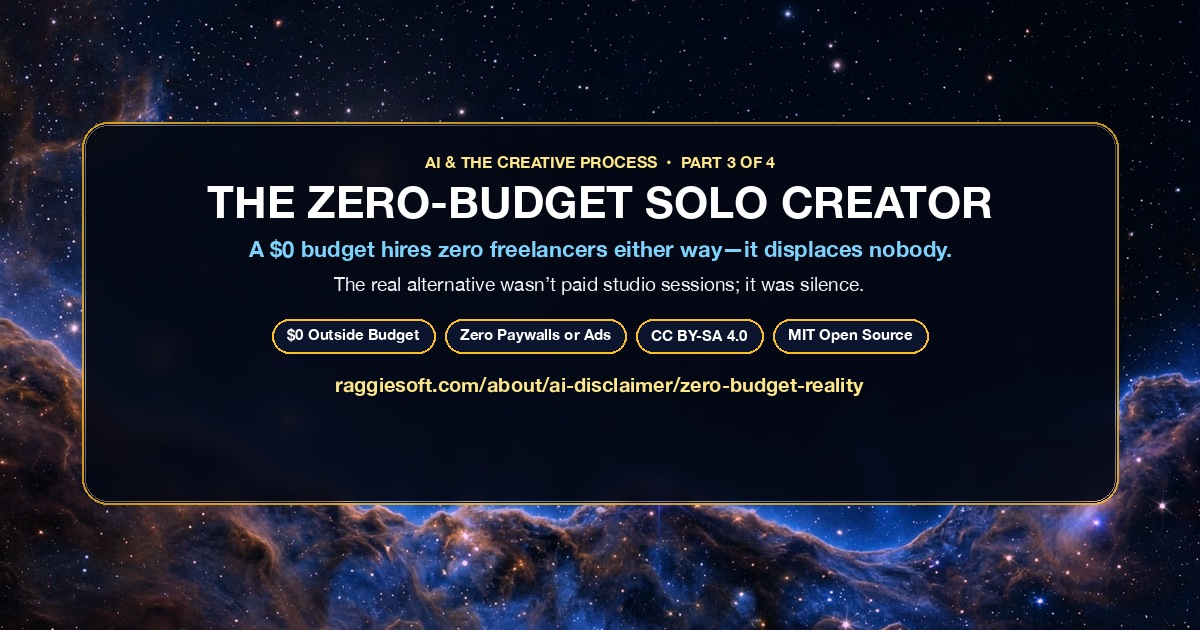 AI & THE CREATIVE PROCESS • PART 3 OF 4
THE ZERO-BUDGET SOLO CREATOR
A $0 budget hires zero freelancers either way—it displaces nobody.
The real alternative wasn’t paid studio sessions; it was silence.
$0 Outside Budget Zero Paywalls or Ads CC BY-SA 4.0 MIT Open Source
raggiesoft.com/about/ai-disclaimer/zero-budget-reality